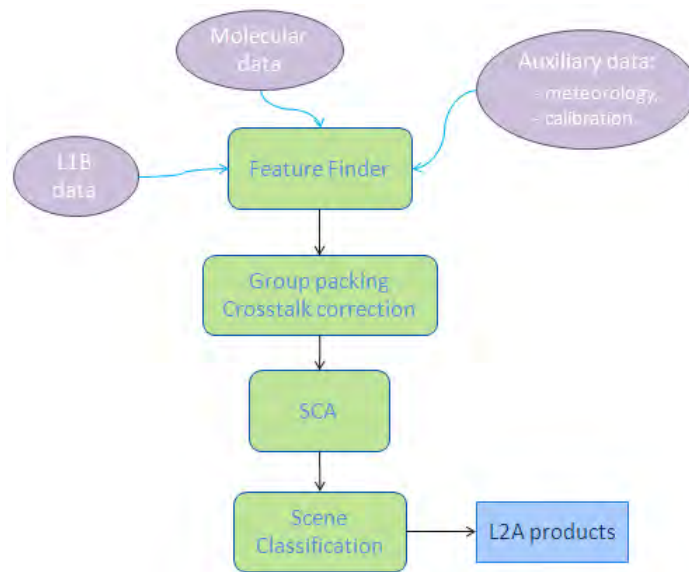 Molecular
data
Auxiliary data:
- meteorology,
- calibration
L1B
data
Feature Finder
Group packing
Crosstalk correction
SCA
Scene
Classification
L2A products